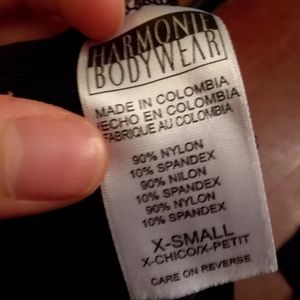 HARMONIE
BODYWEAR
MADE IN COLOMBIA
HECHO EN COLOMBIA
FABRIQUE AU COLOMBIA
90% NYLON
10% SPANDEX
90% NILON
10% SPANDEX
90% NYLON
10% SPANDEX
X-SMALL
X-CHICO/X-PETIT
CARE ON REVERSE